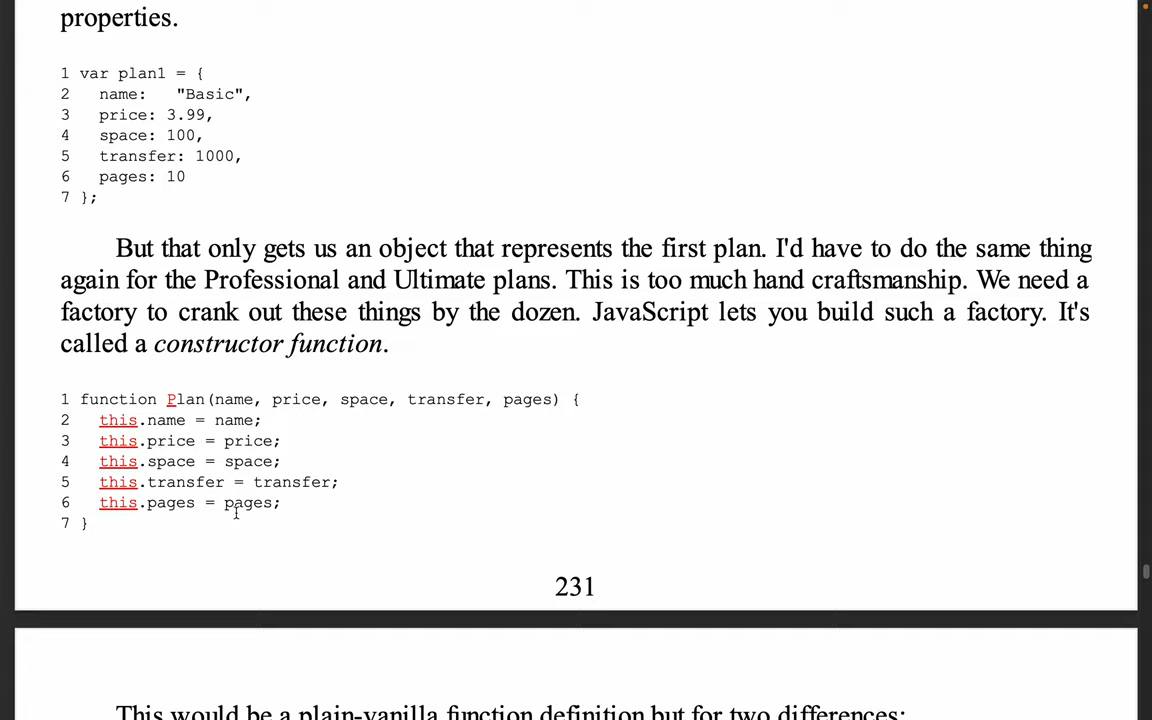 properties.
1 var plan1 = {
2   name:   "Basic",
3   price: 3.99,
4   space: 100,
5   transfer: 1000,
6   pages: 10
7 };
But that only gets us an object that represents the first plan. I'd have to do the same thing
again for the Professional and Ultimate plans. This is too much hand craftsmanship. We need a
factory to crank out these things by the dozen. JavaScript lets you build such a factory. It's
called a constructor function.
1 function Plan(name, price, space, transfer, pages) {
2   this.name = name;
3   this.price = price;
4   this.space = space;
5   this.transfer = transfer;
6   this.pages = pages;
7 }
231
This would be a plain-vanilla function definition but for two differences: